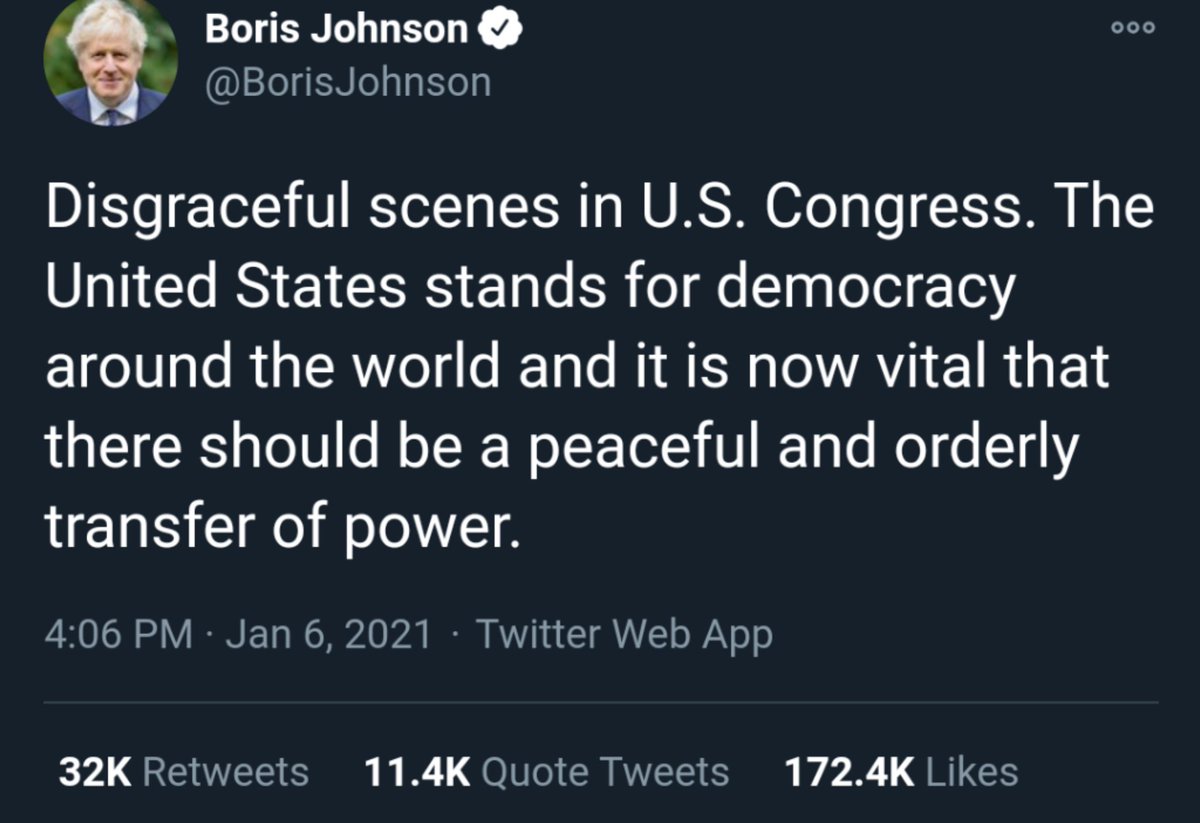 Boris Johnson
@BorisJohnson
Disgraceful scenes in U.S. Congress. The
United States stands for democracy
around the world and it is now vital that
there should be a peaceful and orderly
transfer of power.
4:06 PM · Jan 6, 2021 · Twitter Web App
32K Retweets 11.4K Quote Tweets 172.4K Likes